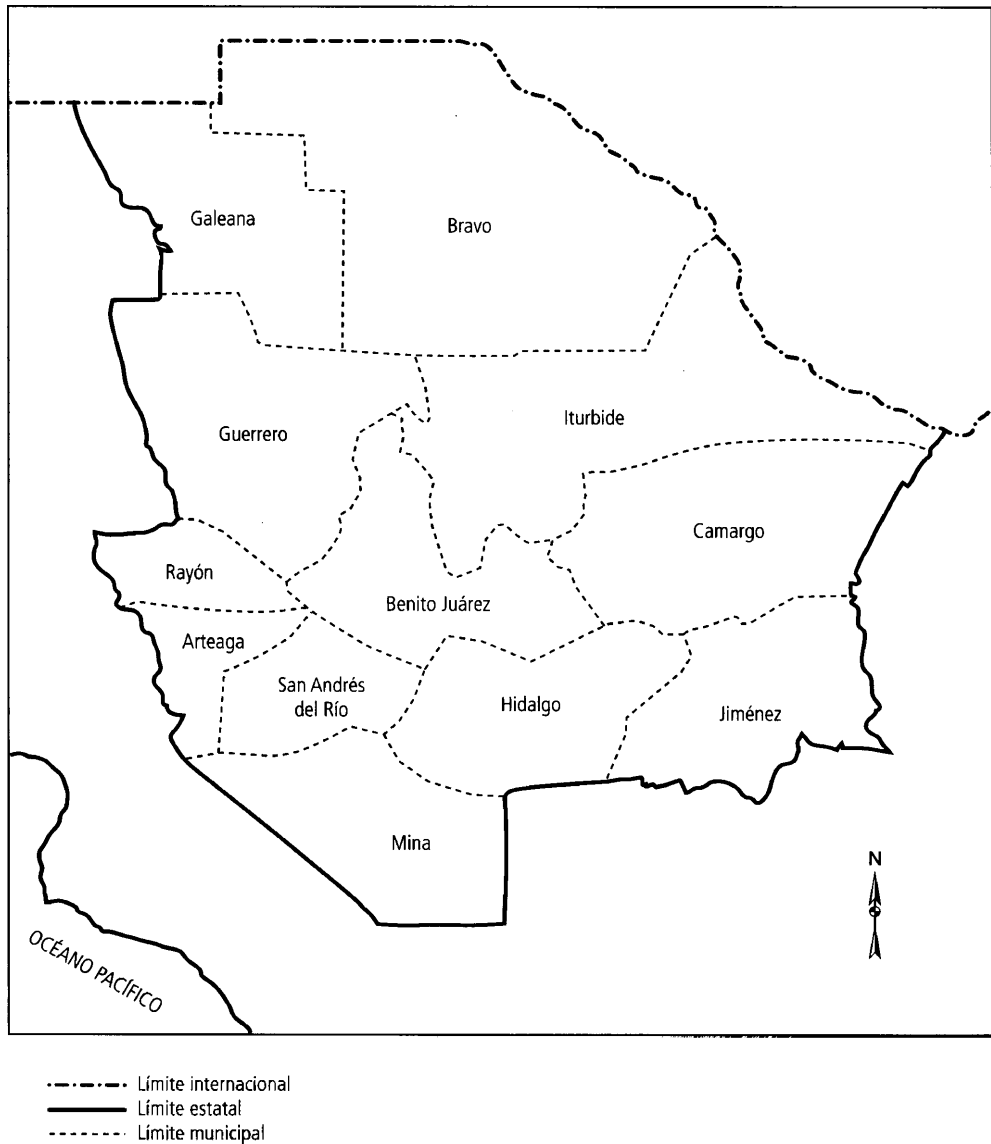 Galeana
Bravo
Guerrero
Iturbide
Camargo
Rayón
Benito Juárez
Arteaga
San Andrés
del Río
Hidalgo
Jiménez
Mina
N
OCÉANO PACÍFICO
Límite internacional
Límite estatal
Límite municipal